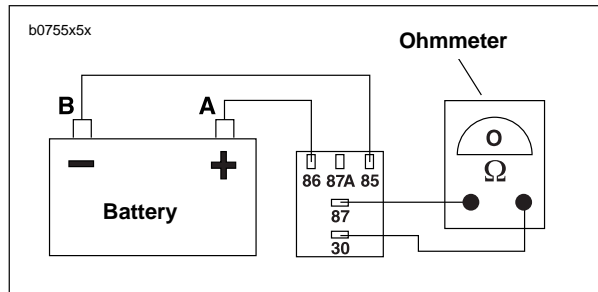 b0755x5x
Ohmmeter
B
A
O
Ω
− +
86 87A 85
Battery
87
30